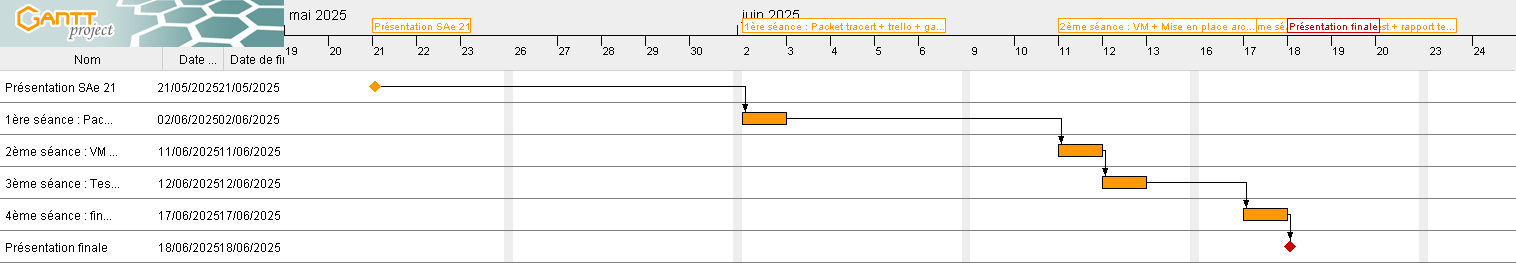 GANTT
project
mai 2025
juin 2025
Présentation SAe 21
1ère séance : Packet tracert + trello + ga...
2ème séance : VM + Mise en place arc...
me sé
Présentation finale
st + rapport te...
19 20 21 22 23 26 27 28 29 30 2 3 4 5 6 9 10 11 12 13 16 17 18 19 20 23 24
Nom Date ... Date de fi
Présentation SAe 21 21/05/2025 21/05/2025
1ère séance : Pac... 02/06/2025 02/06/2025
2ème séance : VM ... 11/06/2025 11/06/2025
3ème séance : Tes... 12/06/2025 12/06/2025
4ème séance : fin... 17/06/2025 17/06/2025
Présentation finale 18/06/2025 18/06/2025